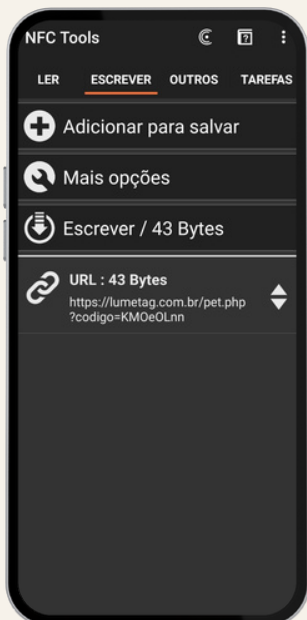 NFC Tools
LER ESCREVER OUTROS TAREFAS
Adicionar para salvar
Mais opções
Escrever / 43 Bytes
URL : 43 Bytes
https://lumetag.com.br/pet.php
?codigo=KMOeOLnn